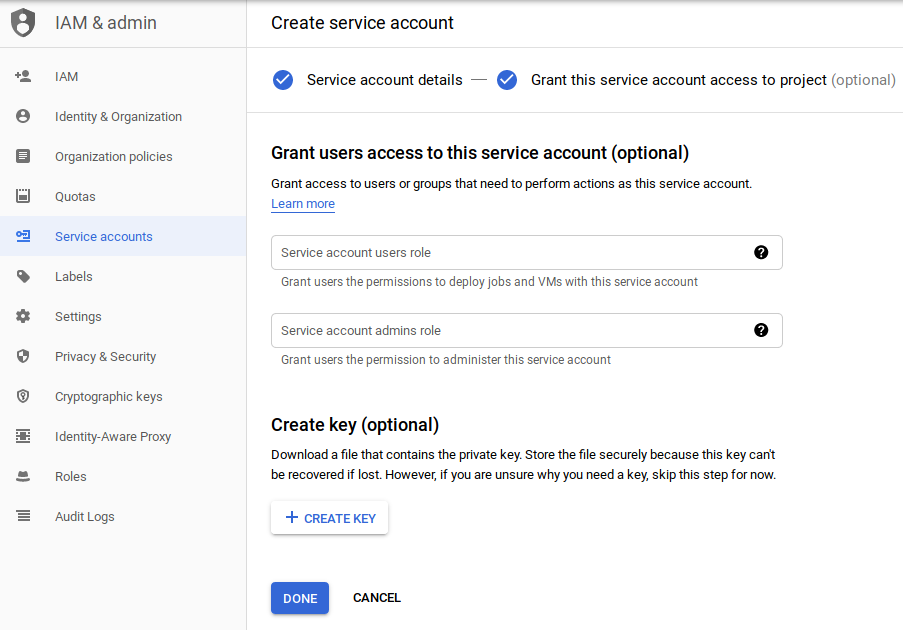 IAM & admin
Create service account
IAM
Identity & Organization
Organization policies
Quotas
Service accounts
Labels
Settings
Privacy & Security
Cryptographic keys
Identity-Aware Proxy
Roles
Audit Logs
Service account details — Grant this service account access to project (optional)
Grant users access to this service account (optional)
Grant access to users or groups that need to perform actions as this service account.
Learn more
Service account users role ?
Grant users the permissions to deploy jobs and VMs with this service account
Service account admins role ?
Grant users the permission to administer this service account
Create key (optional)
Download a file that contains the private key. Store the file securely because this key can't
be recovered if lost. However, if you are unsure why you need a key, skip this step for now.
+ CREATE KEY
DONE CANCEL